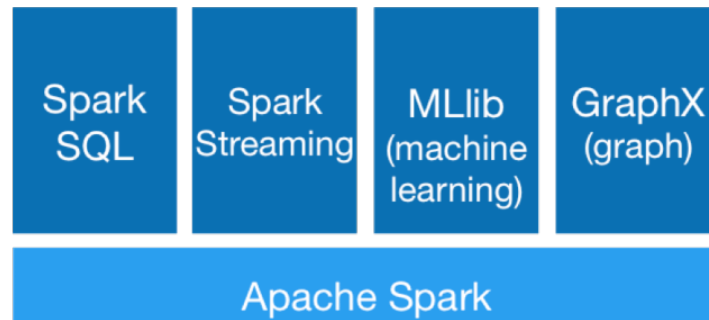 Spark
SQL
Spark
Streaming
MLlib
(machine
learning)
GraphX
(graph)
Apache Spark